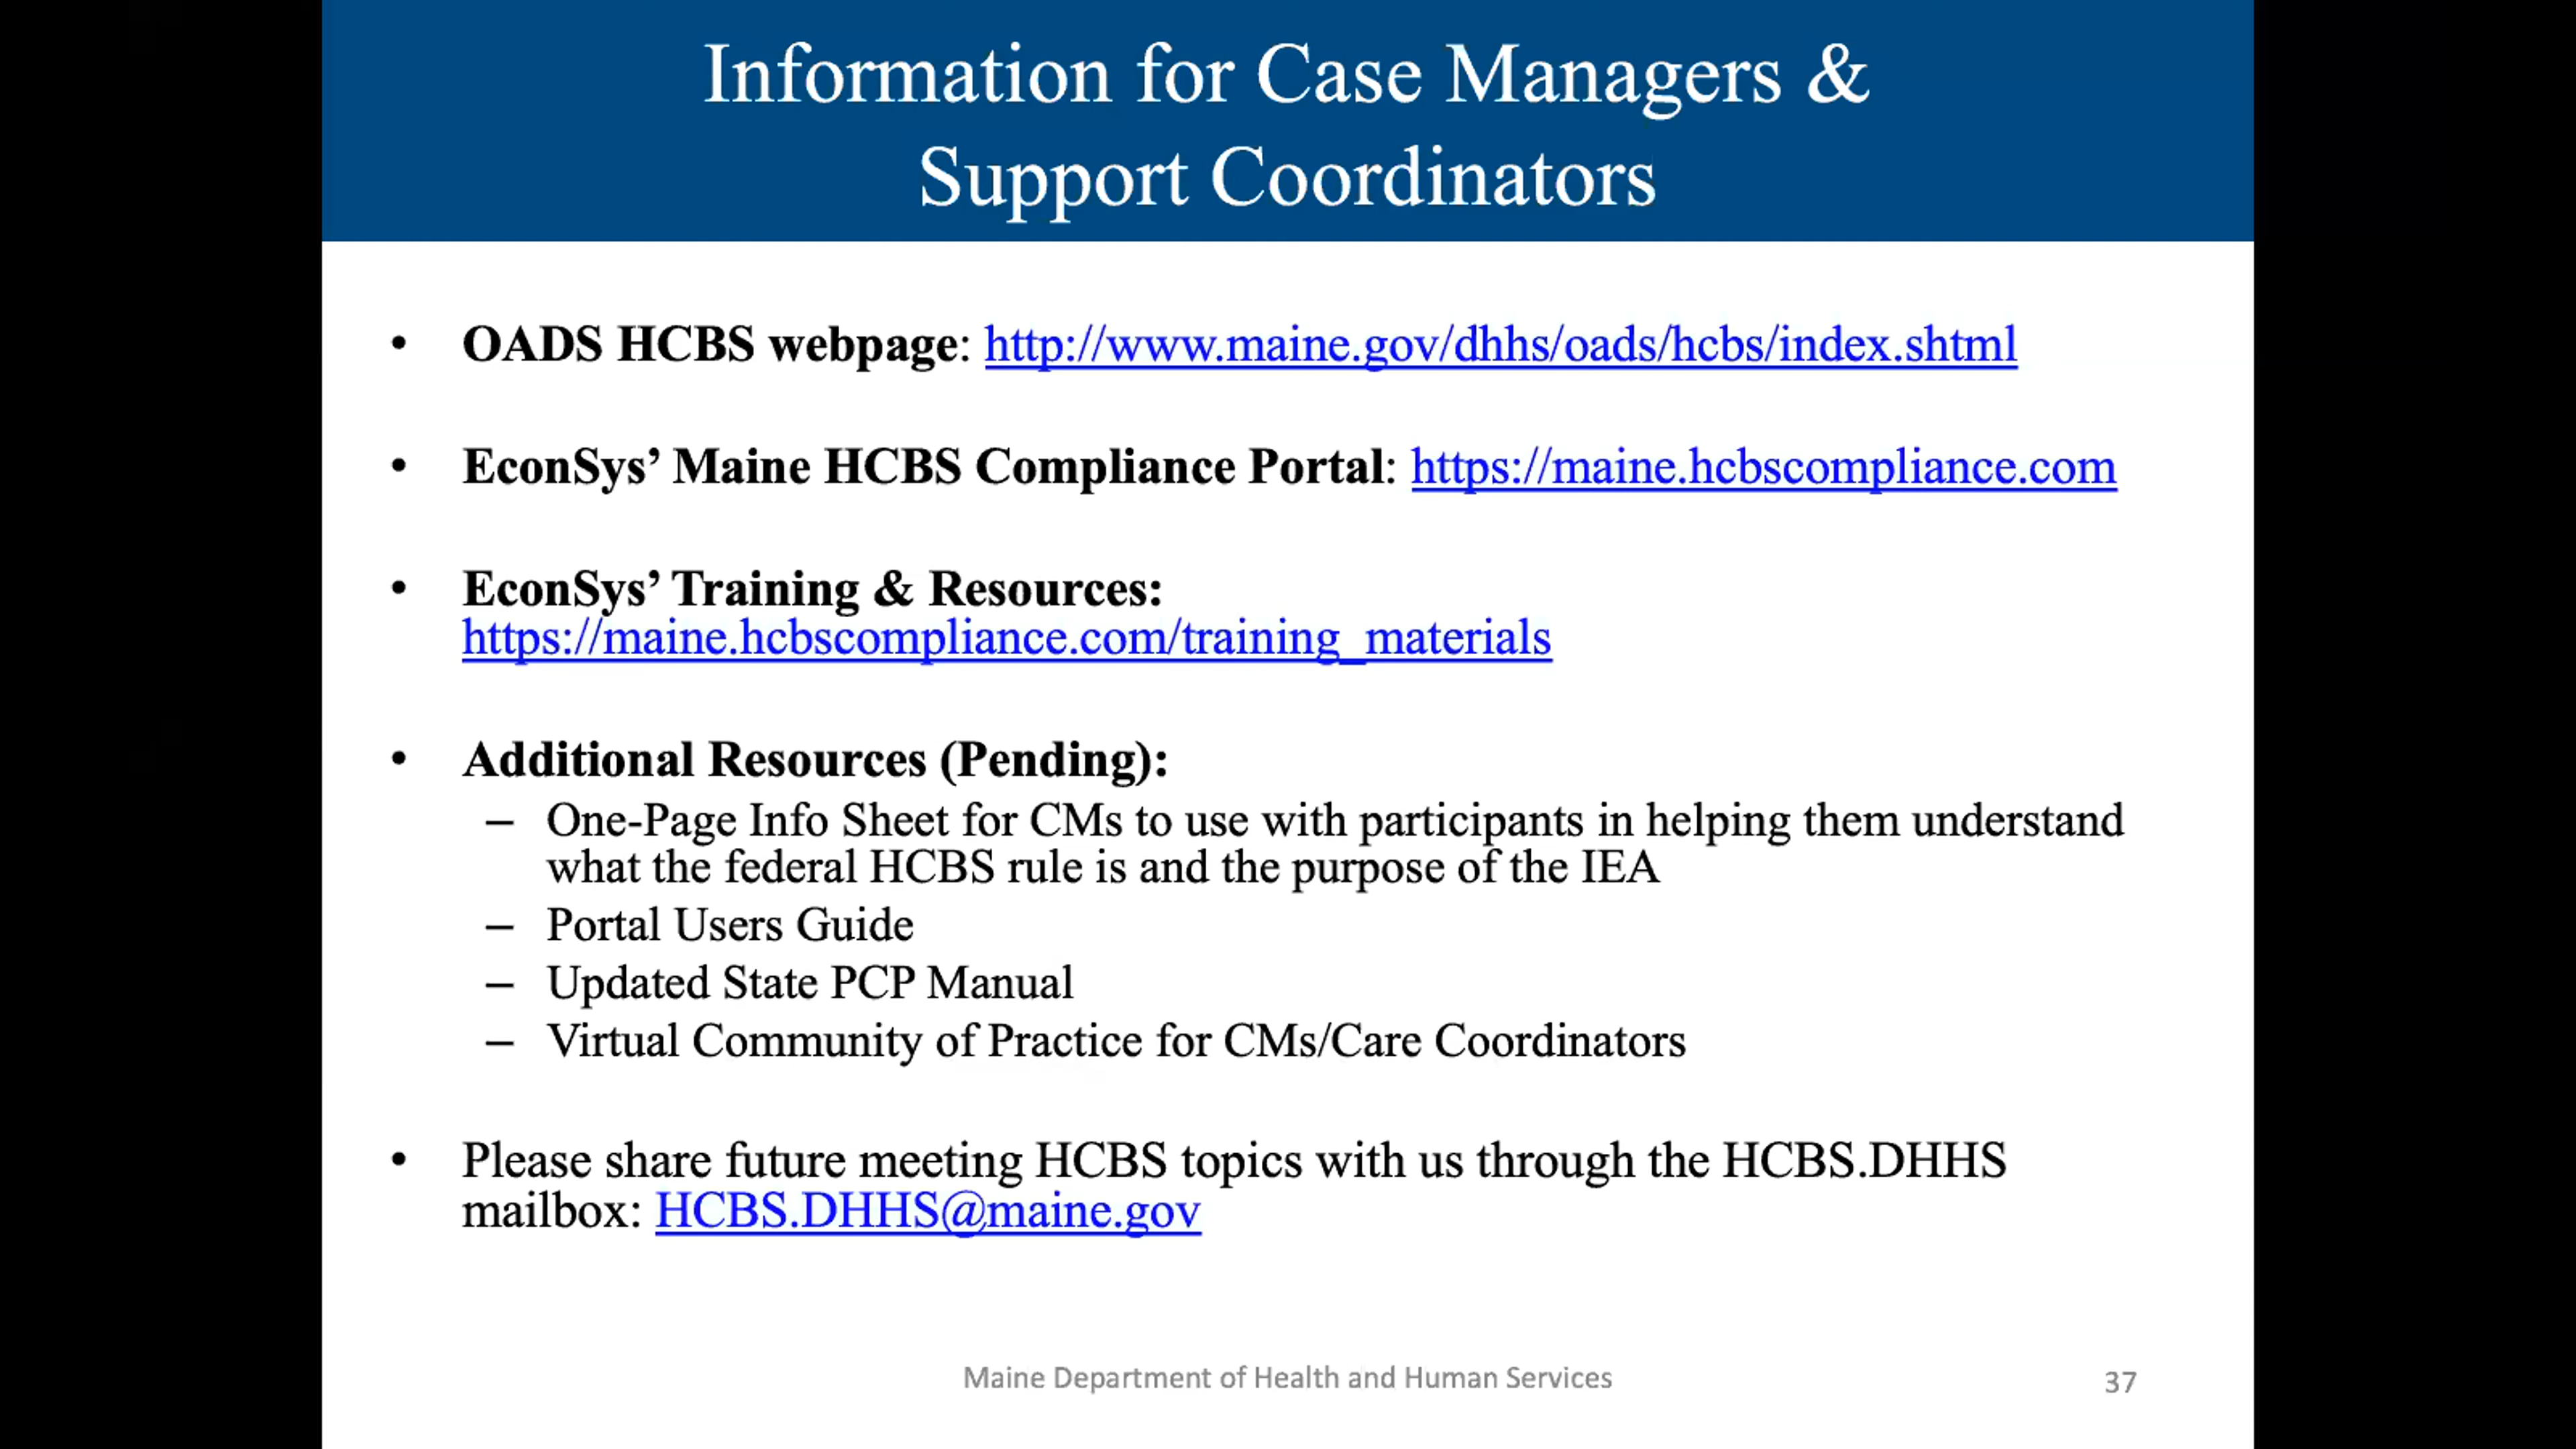 Information for Case Managers &
Support Coordinators
• OADS HCBS webpage: http://www.maine.gov/dhhs/oads/hcbs/index.shtml
• EconSys’ Maine HCBS Compliance Portal: https://maine.hcbscompliance.com
• EconSys’ Training & Resources:
https://maine.hcbscompliance.com/training_materials
• Additional Resources (Pending):
– One-Page Info Sheet for CMs to use with participants in helping them understand
what the federal HCBS rule is and the purpose of the IEA
– Portal Users Guide
– Updated State PCP Manual
– Virtual Community of Practice for CMs/Care Coordinators
• Please share future meeting HCBS topics with us through the HCBS.DHHS
mailbox: HCBS.DHHS@maine.gov
Maine Department of Health and Human Services
37